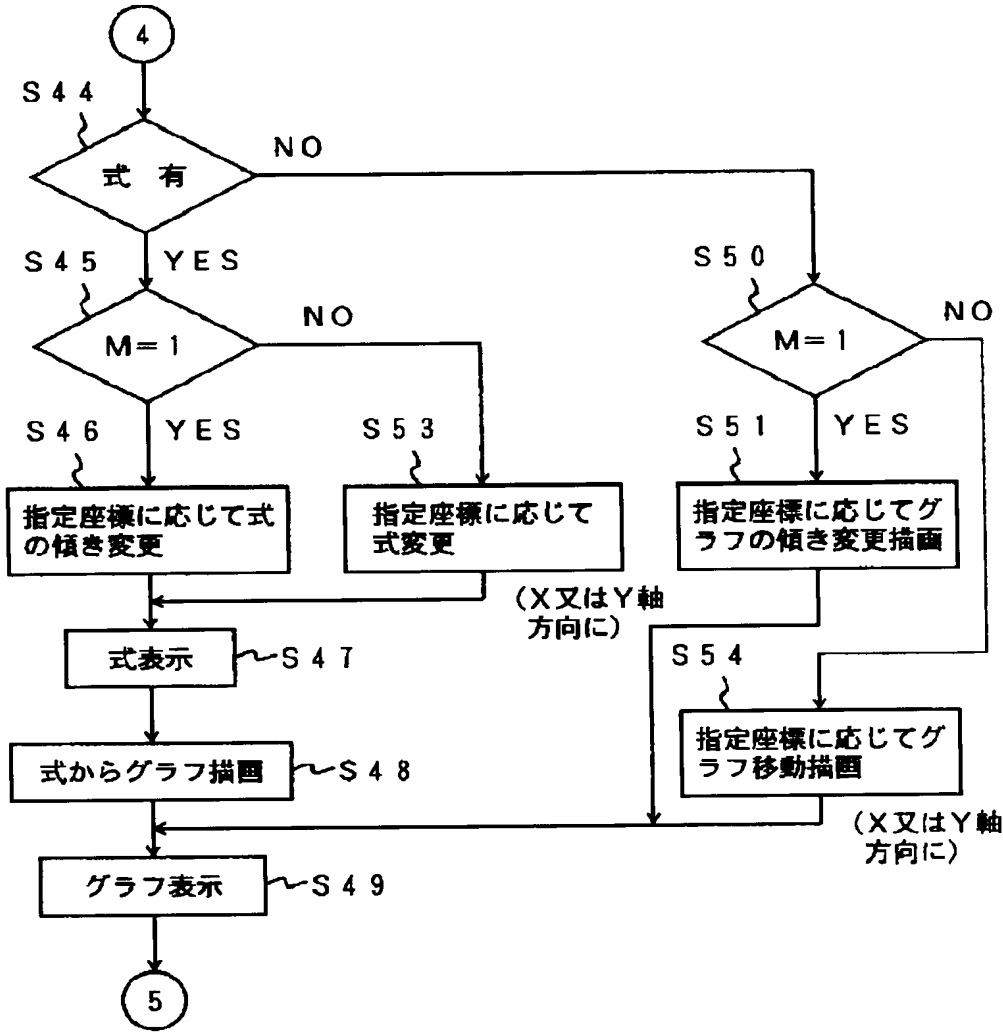 4
S44
式 有
NO
YES
S45
M=1
NO
S50
M=1
NO
S46
YES
S53
S51
YES
指定座標に応じて式
の傾き変更
指定座標に応じて
式変更
(X又はY軸
方向に)
指定座標に応じてグ
ラフの傾き変更描画
式表示
S47
S54
指定座標に応じてグ
ラフ移動描画
(X又はY軸
方向に)
式からグラフ描画
S48
グラフ表示
S49
5